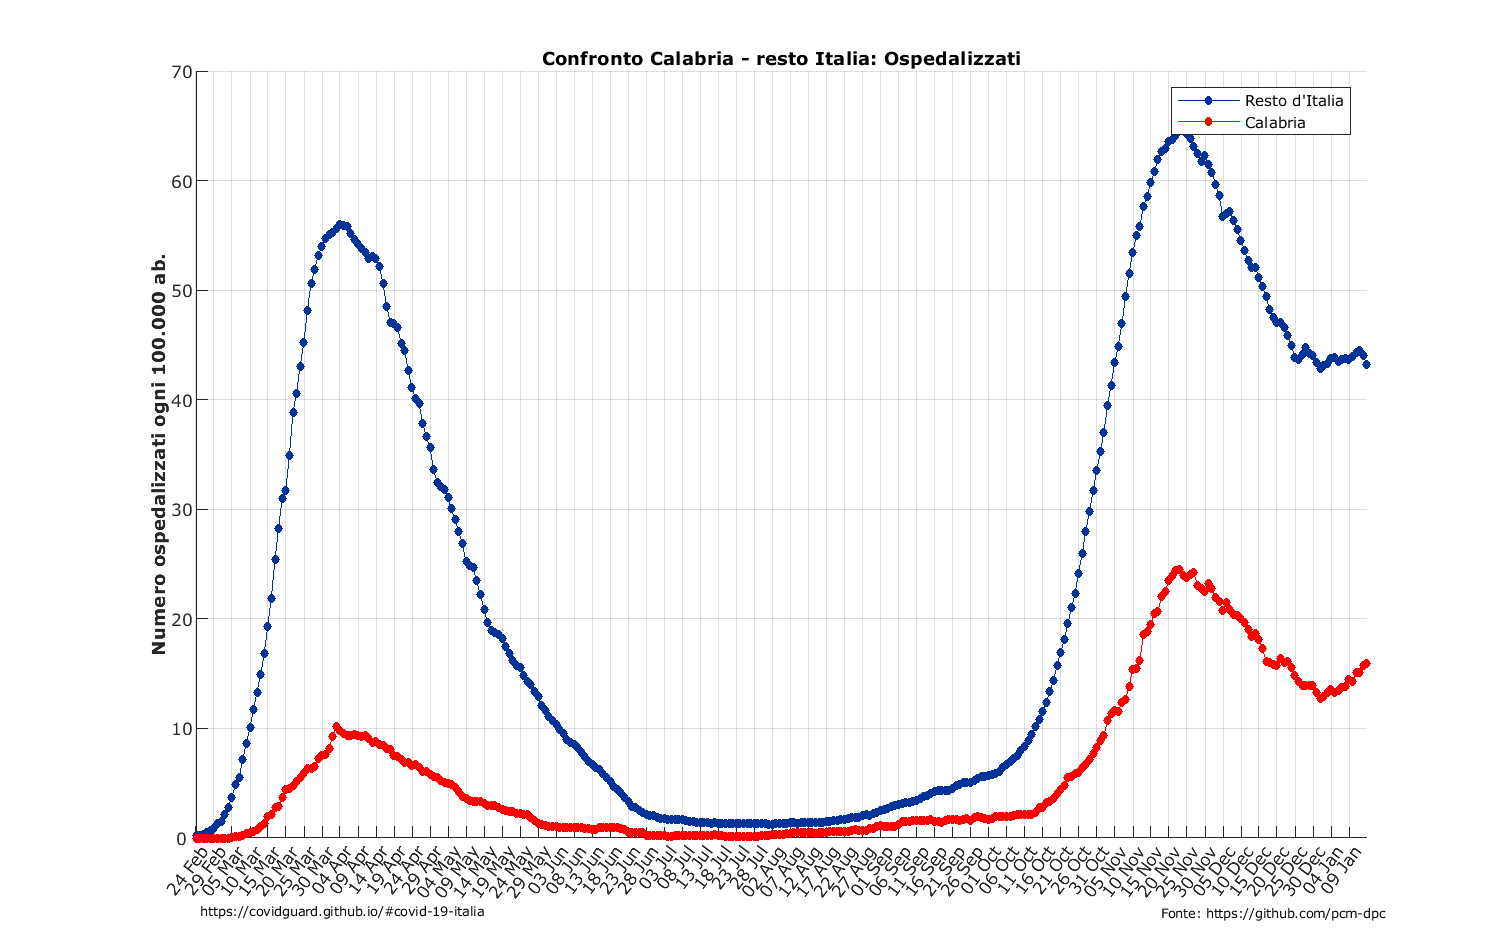 Confronto Calabria - resto Italia: Ospedalizzati
Resto d'Italia
Calabria
Numero ospedalizzati ogni 100.000 ab.
70
60
50
40
30
20
10
0
24 Feb
29 Feb
05 Mar
10 Mar
15 Mar
20 Mar
25 Mar
30 Mar
04 Apr
09 Apr
14 Apr
19 Apr
24 Apr
29 Apr
04 May
09 May
14 May
19 May
24 May
29 May
03 Jun
08 Jun
13 Jun
18 Jun
23 Jun
28 Jun
03 Jul
08 Jul
13 Jul
18 Jul
23 Jul
28 Jul
02 Aug
07 Aug
12 Aug
17 Aug
22 Aug
27 Aug
01 Sep
06 Sep
11 Sep
16 Sep
21 Sep
26 Sep
01 Oct
06 Oct
11 Oct
16 Oct
21 Oct
26 Oct
31 Oct
05 Nov
10 Nov
15 Nov
20 Nov
25 Nov
30 Nov
05 Dec
10 Dec
15 Dec
20 Dec
25 Dec
30 Dec
04 Jan
09 Jan
https://covidguard.github.io/#covid-19-italia
Fonte: https://github.com/pcm-dpc